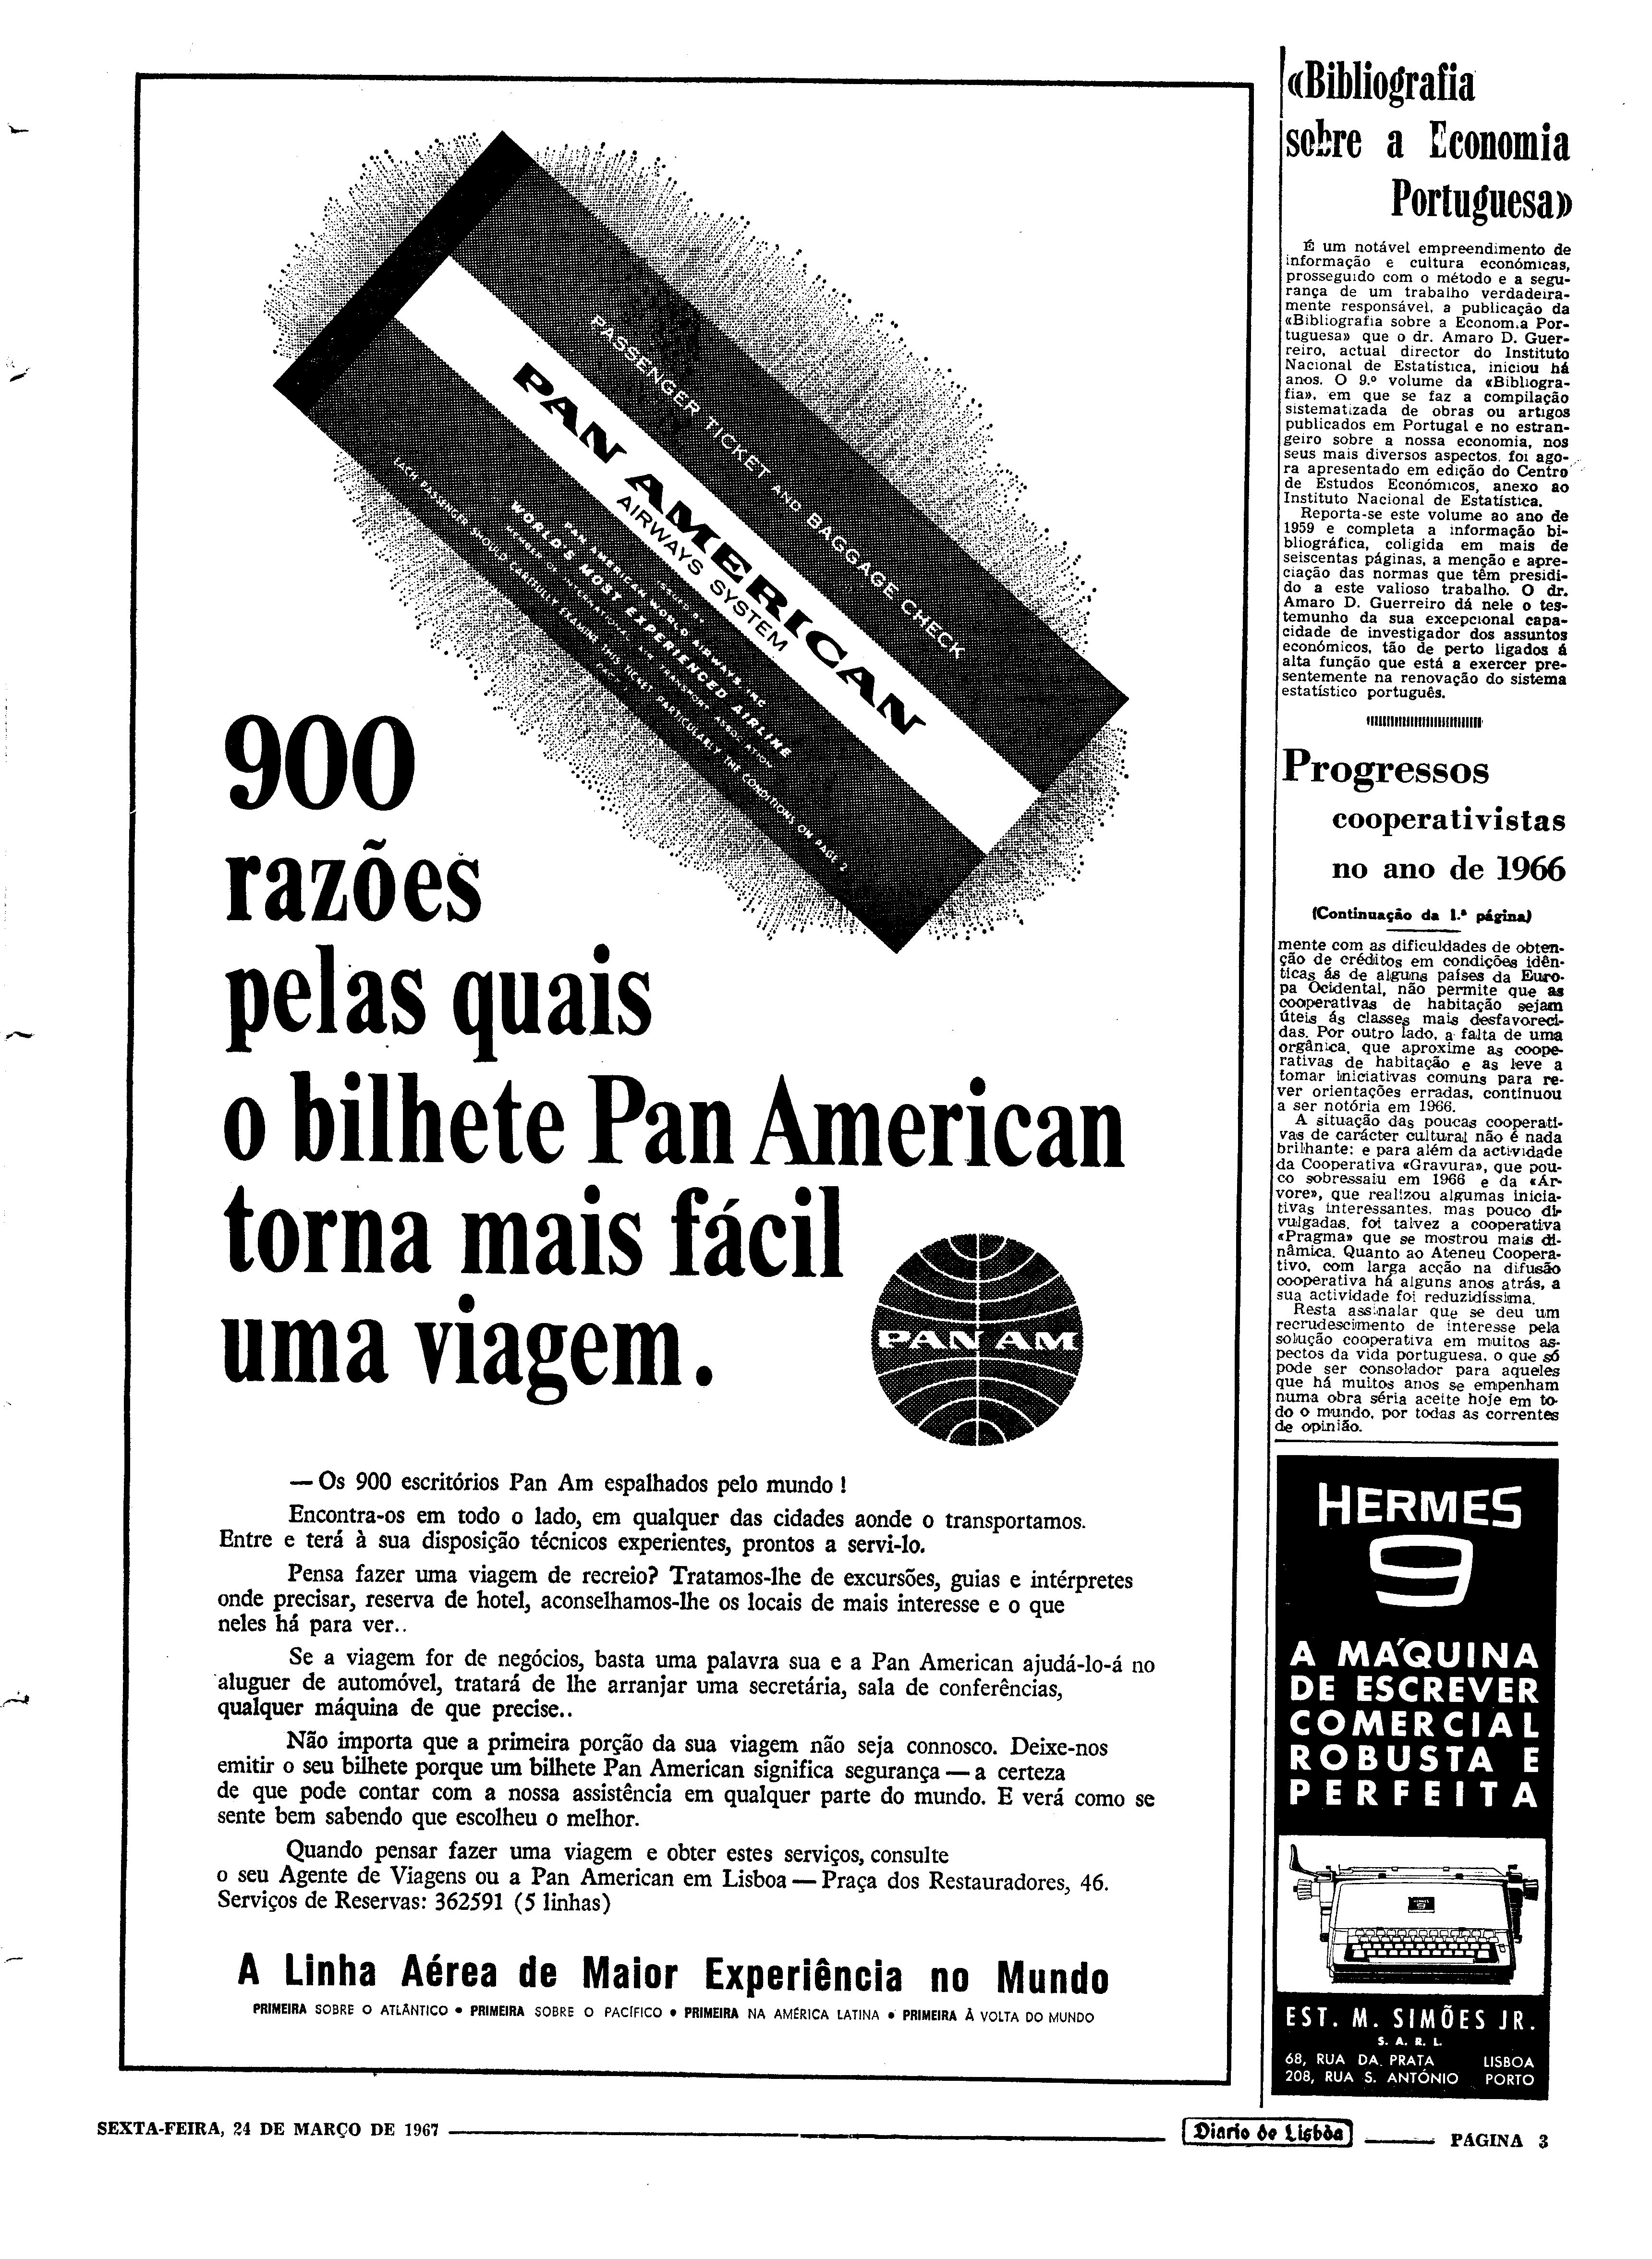 PASSENGER TICKET AND BAGGAGE CHECK
PAN AMERICAN
AIRWAYS SYSTEM
ISSUED BY
PAN AMERICAN WORLD AIRWAYS, INC.
WORLD'S MOST EXPERIENCED AIRLINE
MEMBER OF INTERNATIONAL AIR TRANSPORT ASSOCIATION
EACH PASSENGER SHOULD CAREFULLY EXAMINE THIS TICKET, PARTICULARLY THE CONDITIONS ON PAGE 2
900
razões
pelas quais
o bilhete Pan American
torna mais fácil
uma viagem.
PAN AM
— Os 900 escritórios Pan Am espalhados pelo mundo !
Encontra-os em todo o lado, em qualquer das cidades aonde o transportamos.
Entre e terá à sua disposição técnicos experientes, prontos a servi-lo.
Pensa fazer uma viagem de recreio? Tratamos-lhe de excursões, guias e intérpretes
onde precisar, reserva de hotel, aconselhamos-lhe os locais de mais interesse e o que
neles há para ver..
Se a viagem for de negócios, basta uma palavra sua e a Pan American ajudá-lo-á no
aluguer de automóvel, tratará de lhe arranjar uma secretária, sala de conferências,
qualquer máquina de que precise..
Não importa que a primeira porção da sua viagem não seja connosco. Deixe-nos
emitir o seu bilhete porque um bilhete Pan American significa segurança — a certeza
de que pode contar com a nossa assistência em qualquer parte do mundo. E verá como se
sente bem sabendo que escolheu o melhor.
Quando pensar fazer uma viagem e obter estes serviços, consulte
o seu Agente de Viagens ou a Pan American em Lisboa — Praça dos Restauradores, 46.
Serviços de Reservas: 362591 (5 linhas)
A Linha Aérea de Maior Experiência no Mundo
PRIMEIRA SOBRE O ATLÂNTICO • PRIMEIRA SOBRE O PACÍFICO • PRIMEIRA NA AMÉRICA LATINA • PRIMEIRA À VOLTA DO MUNDO
«Bibliografia
sobre a Economia
Portuguesa»
É um notável empreendimento de
informação e cultura económicas,
prosseguido com o método e a segu-
rança de um trabalho verdadeira-
mente responsável, a publicação da
«Bibliografia sobre a Econom.a Por-
tuguesa» que o dr. Amaro D. Guer-
reiro, actual director do Instituto
Nacional de Estatística, iniciou há
anos. O 9.º volume da «Bibliogra-
fia», em que se faz a compilação
sistematizada de obras ou artigos
publicados em Portugal e no estran-
geiro sobre a nossa economia, nos
seus mais diversos aspectos, foi ago-
ra apresentado em edição do Centro
de Estudos Económicos, anexo ao
Instituto Nacional de Estatística.
Reporta-se este volume ao ano de
1959 e completa a informação bi-
bliográfica, coligida em mais de
seiscentas páginas, a menção e apre-
ciação das normas que têm presidi-
do a este valioso trabalho. O dr.
Amaro D. Guerreiro dá nele o tes-
temunho da sua excepcional capa-
cidade de investigador dos assuntos
económicos, tão de perto ligados á
alta função que está a exercer pre-
sentemente na renovação do sistema
estatístico português.
Progressos
cooperativistas
no ano de 1966
(Continuação da 1.ª página)
mente com as dificuldades de obten-
ção de créditos em condições idên-
ticas ás de alguns países da Euro-
pa Ocidental, não permite que as
cooperativas de habitação sejam
úteis ás classes mais desfavoreci-
das. Por outro lado, a falta de uma
orgânica, que aproxime as coope-
rativas de habitação e as leve a
tomar iniciativas comuns para re-
ver orientações erradas, continuou
a ser notória em 1966.
A situação das poucas cooperati-
vas de carácter cultural não é nada
brilhante: e para além da actividade
da Cooperativa «Gravura», que pou-
co sobressaiu em 1966 e da «Ár-
vore», que realizou algumas inicia-
tivas interessantes, mas pouco di-
vulgadas, foi talvez a cooperativa
«Pragma» que se mostrou mais di-
nâmica. Quanto ao Ateneu Coopera-
tivo, com larga acção na difusão
cooperativa há alguns anos atrás, a
sua actividade foi reduzidíssima.
Resta assinalar que se deu um
recrudescimento de interesse pela
solução cooperativa em muitos as-
pectos da vida portuguesa, o que só
pode ser consolador para aqueles
que há muitos anos se empenham
numa obra séria aceite hoje em to-
do o mundo, por todas as correntes
de opinião.
HERMES
9
A MÁQUINA
DE ESCREVER
COMERCIAL
ROBUSTA E
PERFEITA
EST. M. SIMÕES JR.
S. A. R. L.
68, RUA DA PRATA LISBOA
208, RUA S. ANTÓNIO PORTO
SEXTA-FEIRA, 24 DE MARÇO DE 1967
Diario de Lisbôa
PÁGINA 3